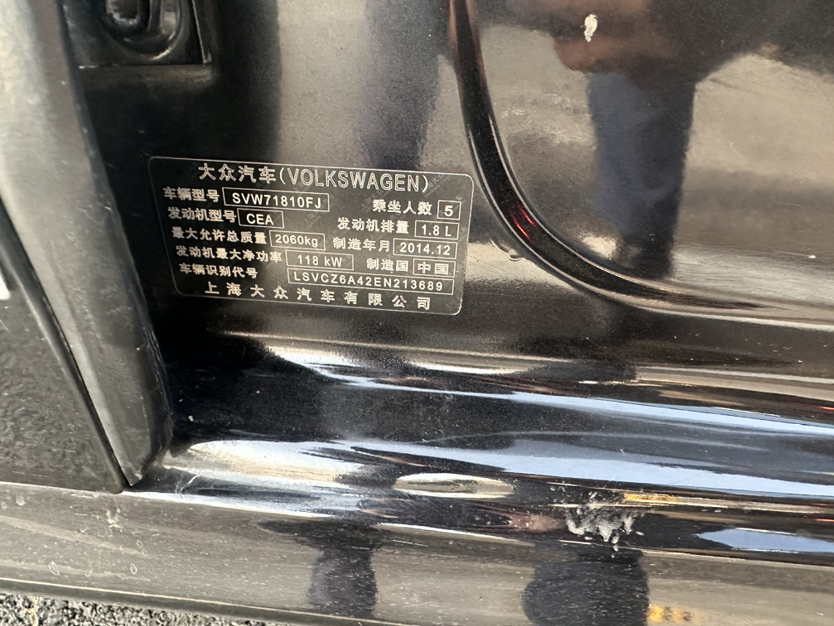 大众汽车(VOLKSWAGEN)
车辆型号 SVW71810FJ 乘坐人数 5
发动机型号 CEA 发动机排量 1.8 L
最大允许总质量 2060kg 制造年月 2014.12
发动机最大净功率 118 kW 制造国 中国
车辆识别代号 LSVCZ6A42EN213689
上海大众汽车有限公司